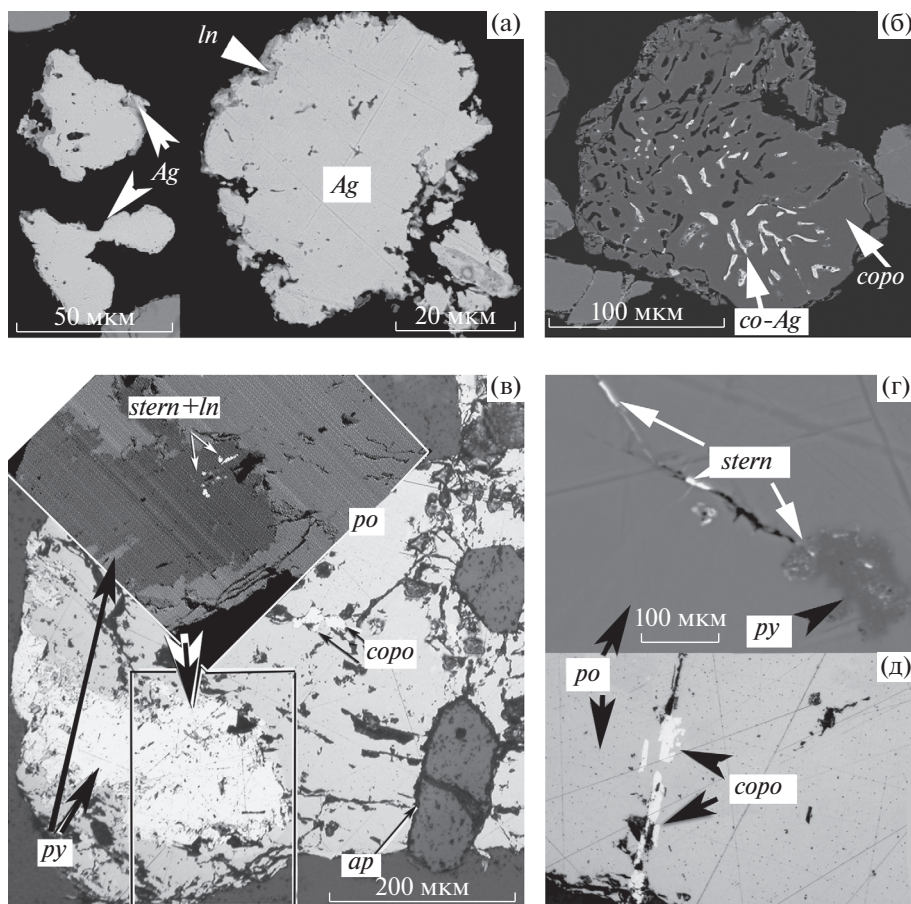 (а)
ln
Ag
Ag
50 мкм
20 мкм
(б)
copo
100 мкм
co-Ag
(в)
stern+ln
po
copo
py
ap
200 мкм
(г)
stern
100 мкм
py
po
(д)
copo